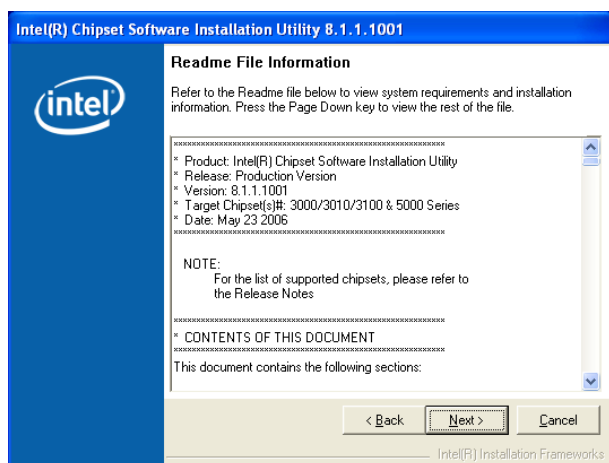 Intel(R) Chipset Software Installation Utility 8.1.1.1001
intel
Readme File Information
Refer to the Readme file below to view system requirements and installation
information. Press the Page Down key to view the rest of the file.
************************************************************
* Product: Intel(R) Chipset Software Installation Utility
* Release: Production Version
* Version: 8.1.1.1001
* Target Chipset(s)#: 3000/3010/3100 & 5000 Series
* Date: May 23 2006
************************************************************
NOTE:
For the list of supported chipsets, please refer to
the Release Notes
************************************************************
* CONTENTS OF THIS DOCUMENT
************************************************************
This document contains the following sections:
< Back
Next >
Cancel
Intel(R) Installation Frameworks